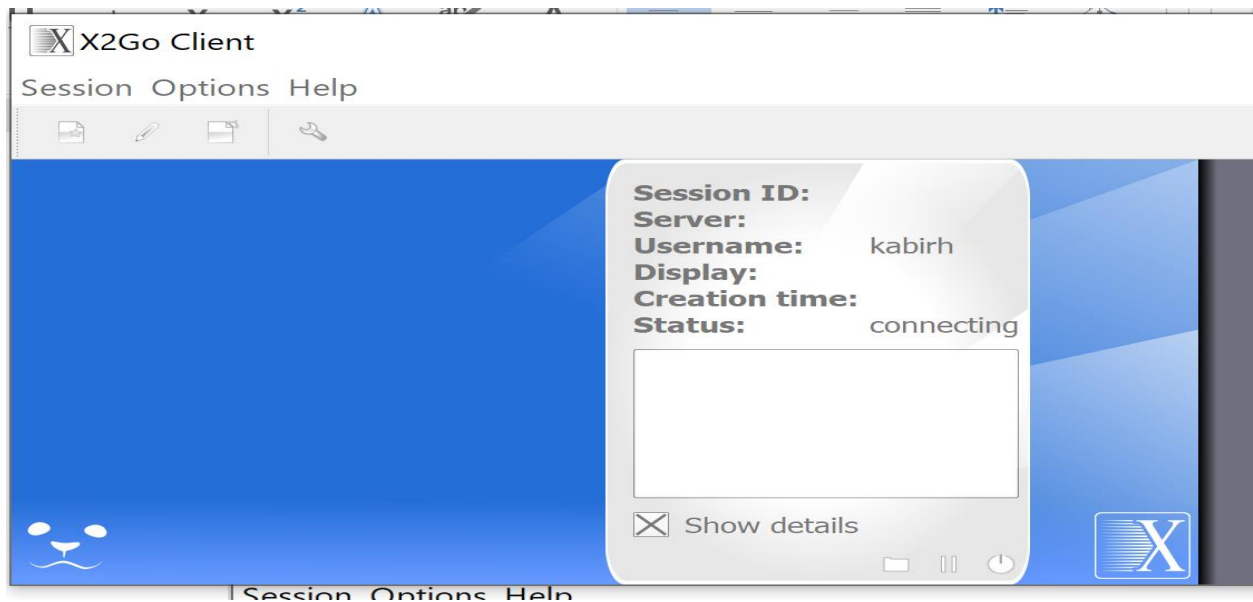 X2Go Client
Session Options Help
Session ID:
Server:
Username: kabirh
Display:
Creation time:
Status: connecting
Show details
Session Options Help